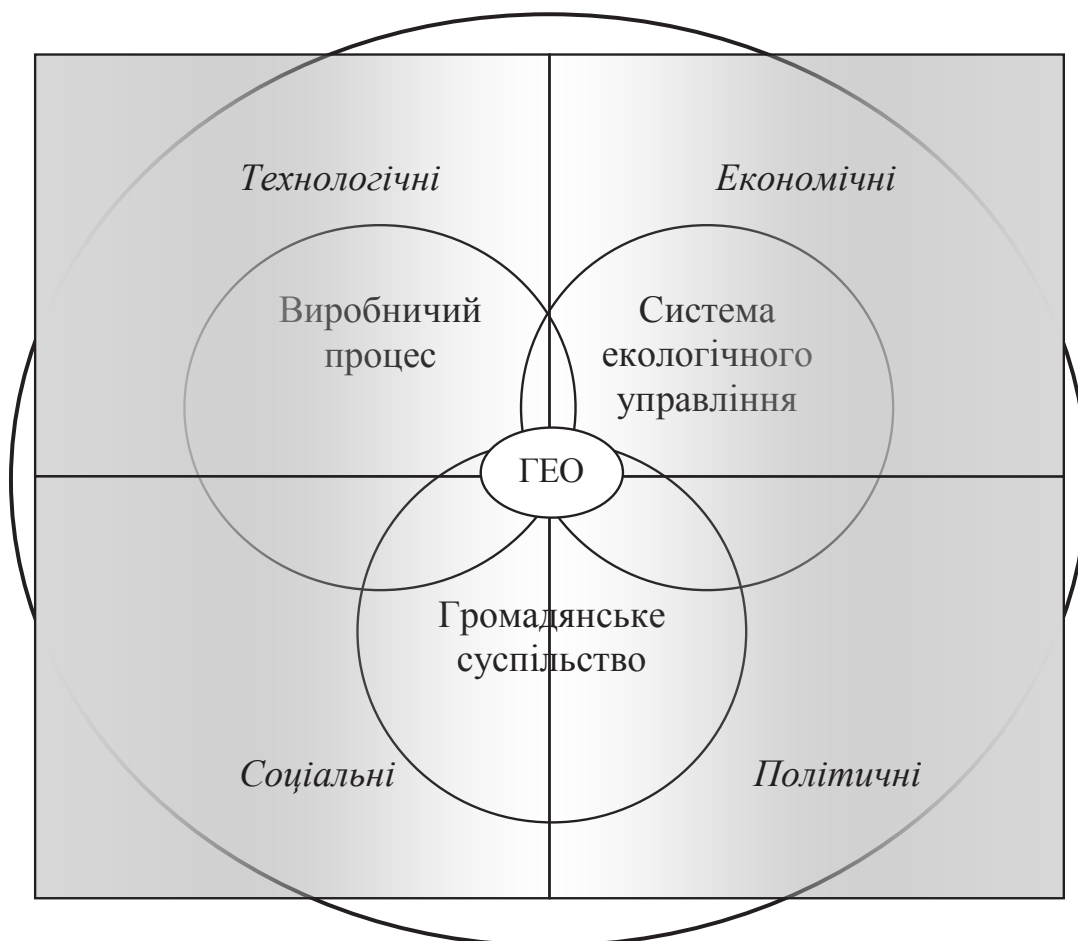 Технологічні
Економічні
Виробничий
процес
Система
екологічного
управління
ГЕО
Громадянське
суспільство
Соціальні
Політичні